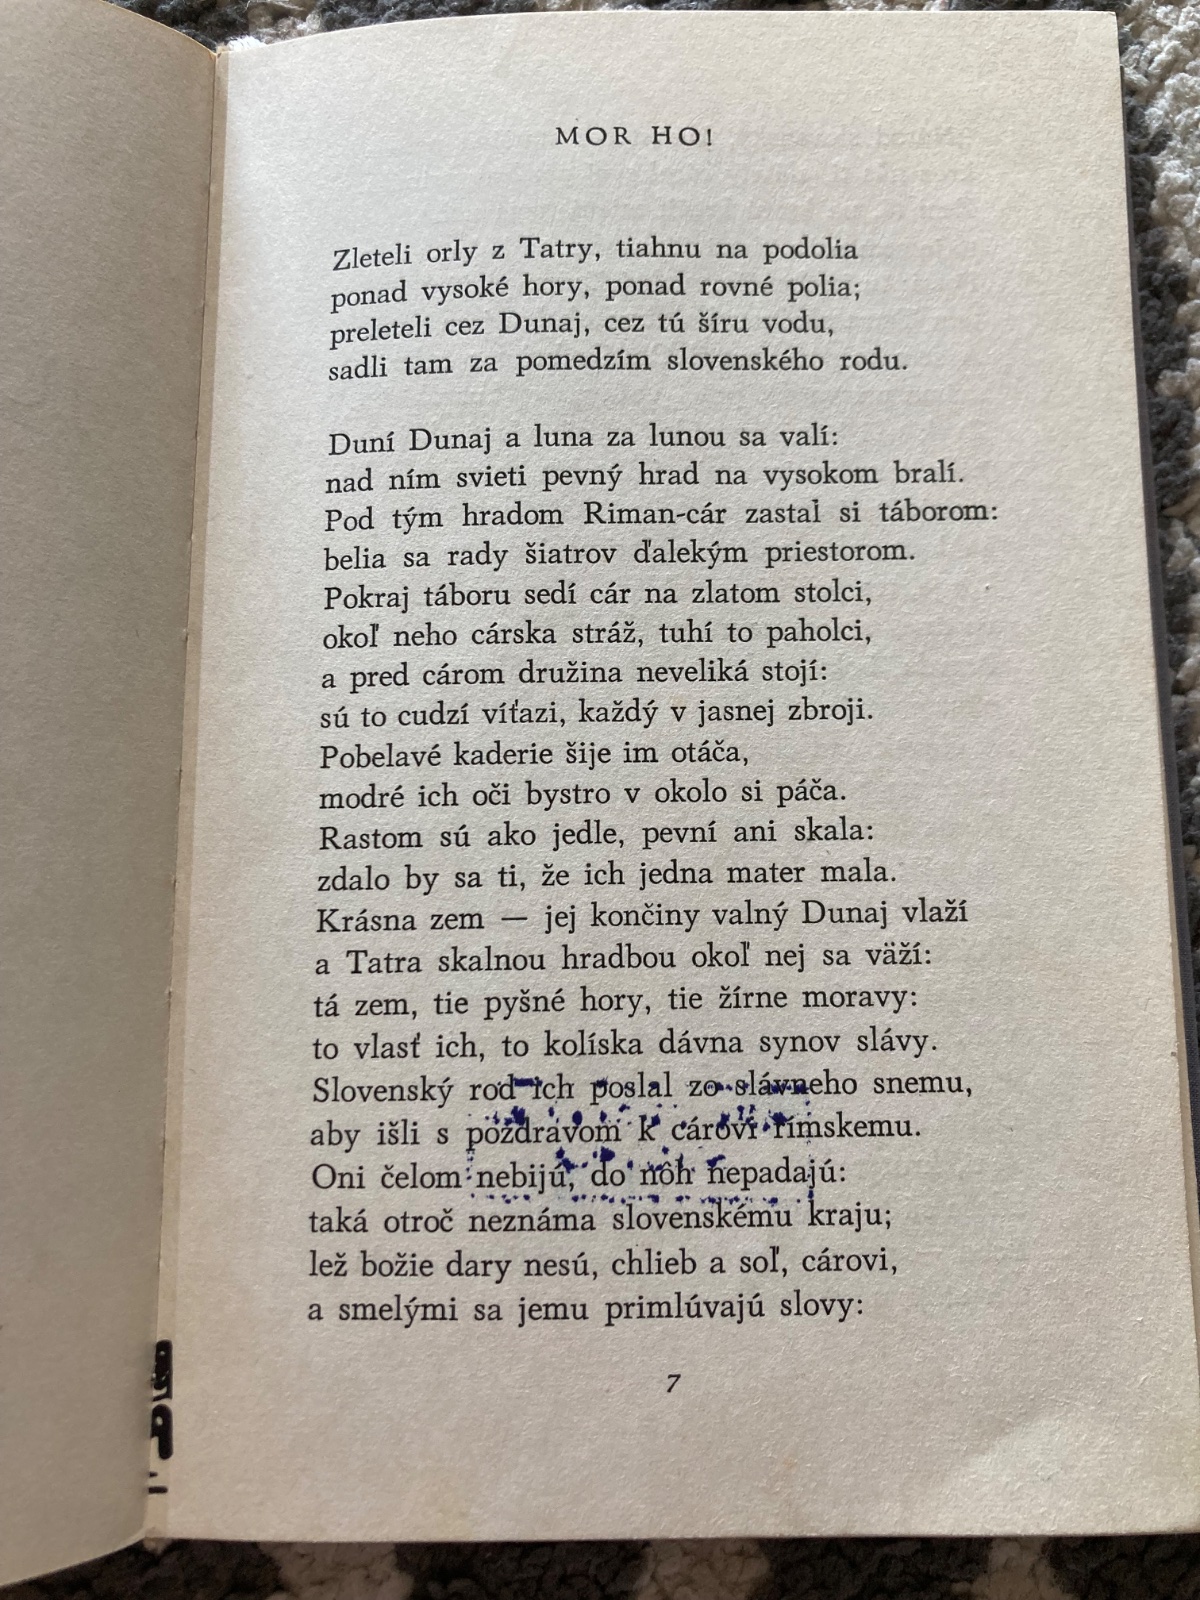 MOR HO!
Zleteli orly z Tatry, tiahnu na podolia
ponad vysoké hory, ponad rovné polia;
preleteli cez Dunaj, cez tú šíru vodu,
sadli tam za pomedzím slovenského rodu.
Duní Dunaj a luna za lunou sa valí:
nad ním svieti pevný hrad na vysokom bralí.
Pod tým hradom Riman-cár zastal si táborom:
belia sa rady šiatrov ďalekým priestorom.
Pokraj táboru sedí cár na zlatom stolci,
okoľ neho cárska stráž, tuhí to paholci,
a pred cárom družina neveliká stojí:
sú to cudzí víťazi, každý v jasnej zbroji.
Pobelavé kaderie šije im otáča,
modré ich oči bystro v okolo si páča.
Rastom sú ako jedle, pevní ani skala:
zdalo by sa ti, že ich jedna mater mala.
Krásna zem — jej končiny valný Dunaj vlaží
a Tatra skalnou hradbou okoľ nej sa väží:
tá zem, tie pyšné hory, tie žírne moravy:
to vlasť ich, to kolíska dávna synov slávy.
Slovenský rod ich poslal zo slávneho snemu,
aby išli s pozdravom k cárovi rímskemu.
Oni čelom nebijú, do nôh nepadajú:
taká otroč neznáma slovenskému kraju;
lež božie dary nesú, chlieb a soľ, cárovi,
a smelými sa jemu primlúvajú slovy:
7